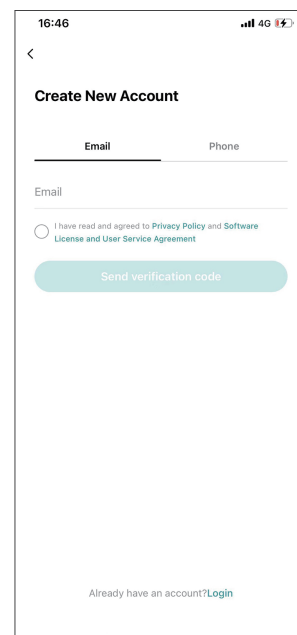 16:46
4G
Create New Account
Email
Phone
Email
I have read and agreed to Privacy Policy and Software
License and User Service Agreement
Send verification code
Already have an account?Login